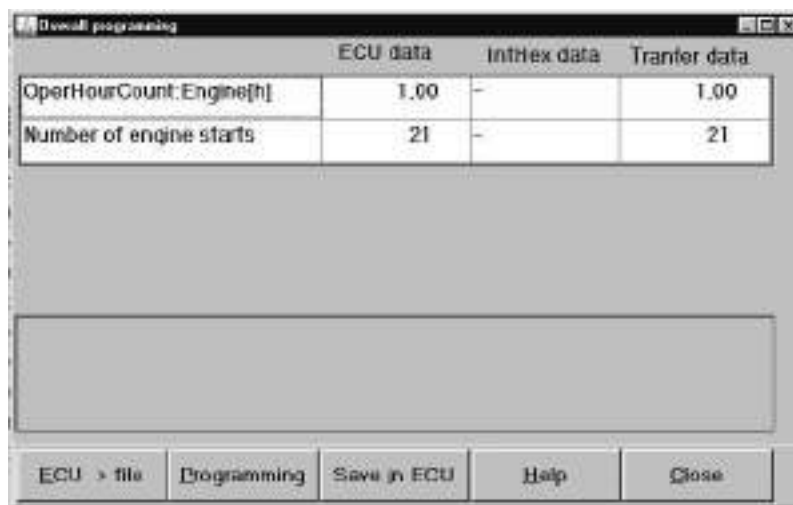 Overall programming
ECU data IntHex data Tranfer data
OperHourCount:Engine[h] 1.00 - 1.00
Number of engine starts 21 - 21
ECU > file Programming Save in ECU Help Close